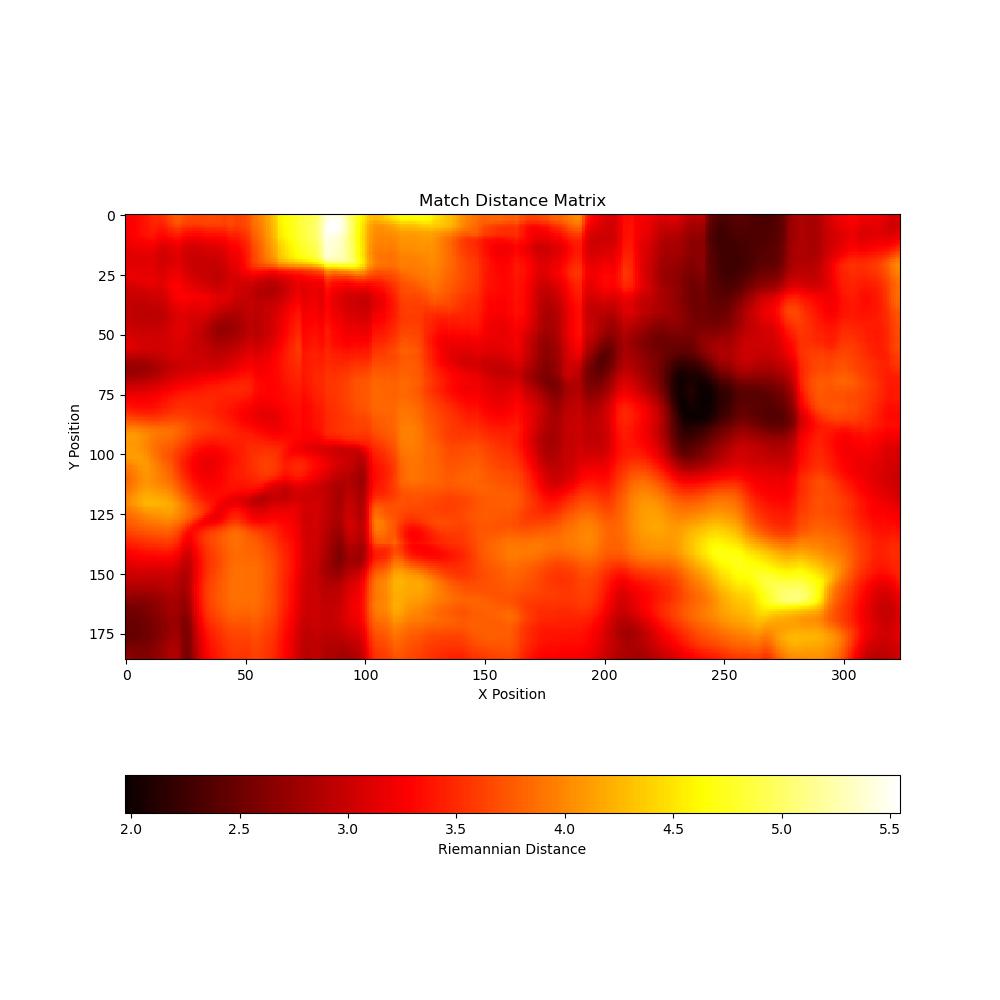 Match Distance Matrix
0
25
50
75
100
125
150
175
Y Position
0 50 100 150 200 250 300
X Position
2.0 2.5 3.0 3.5 4.0 4.5 5.0 5.5
Riemannian Distance